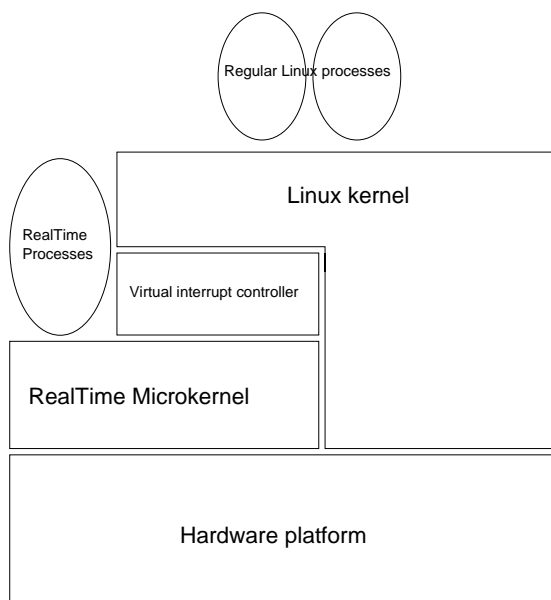 Regular Linux processes
Linux kernel
RealTime
Processes
Virtual interrupt controller
RealTime Microkernel
Hardware platform